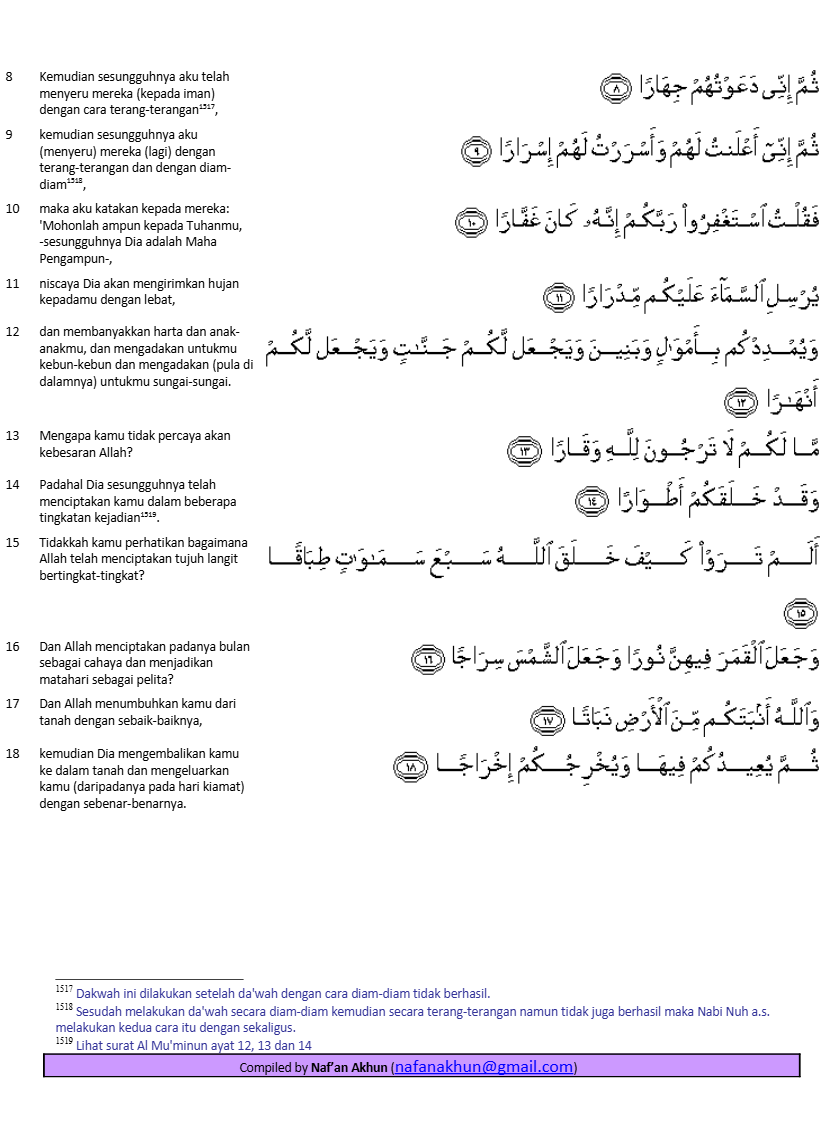 8 Kemudian sesungguhnya aku telah
menyeru mereka (kepada iman)
dengan cara terang-terangan1517,
ثُمَّ إِنِّى دَعَوْتُهُمْ جِهَارًا ٨
9 kemudian sesungguhnya aku
(menyeru) mereka (lagi) dengan
terang-terangan dan dengan diam-
diam1518,
ثُمَّ إِنِّىٓ أَعْلَنتُ لَهُمْ وَأَسْرَرْتُ لَهُمْ إِسْرَارًا ٩
10 maka aku katakan kepada mereka:
'Mohonlah ampun kepada Tuhanmu,
-sesungguhnya Dia adalah Maha
Pengampun-,
فَقُلْتُ ٱسْتَغْفِرُوا۟ رَبَّكُمْ إِنَّهُۥ كَانَ غَفَّارًا ١٠
11 niscaya Dia akan mengirimkan hujan
kepadamu dengan lebat,
يُرْسِلِ ٱلسَّمَآءَ عَلَيْكُم مِّدْرَارًا ١١
12 dan membanyakkan harta dan anak-
anakmu, dan mengadakan untukmu
kebun-kebun dan mengadakan (pula di
dalamnya) untukmu sungai-sungai.
وَيُمْدِدْكُم بِأَمْوَٰلٍ وَبَنِينَ وَيَجْعَل لَّكُمْ جَنَّٰتٍ وَيَجْعَل لَّكُمْ
أَنْهَٰرًا ١٢
13 Mengapa kamu tidak percaya akan
kebesaran Allah?
مَّا لَكُمْ لَا تَرْجُونَ لِلَّهِ وَقَارًا ١٣
14 Padahal Dia sesungguhnya telah
menciptakan kamu dalam beberapa
tingkatan kejadian1519.
وَقَدْ خَلَقَكُمْ أَطْوَارًا ١٤
15 Tidakkah kamu perhatikan bagaimana
Allah telah menciptakan tujuh langit
bertingkat-tingkat?
أَلَمْ تَرَوْا۟ كَيْفَ خَلَقَ ٱللَّهُ سَبْعَ سَمَٰوَٰتٍ طِبَاقًا
١٥
16 Dan Allah menciptakan padanya bulan
sebagai cahaya dan menjadikan
matahari sebagai pelita?
وَجَعَلَ ٱلْقَمَرَ فِيهِنَّ نُورًا وَجَعَلَ ٱلشَّمْسَ سِرَاجًا ١٦
17 Dan Allah menumbuhkan kamu dari
tanah dengan sebaik-baiknya,
وَٱللَّهُ أَنۢبَتَكُم مِّنَ ٱلْأَرْضِ نَبَاتًا ١٧
18 kemudian Dia mengembalikan kamu
ke dalam tanah dan mengeluarkan
kamu (daripadanya pada hari kiamat)
dengan sebenar-benarnya.
ثُمَّ يُعِيدُكُمْ فِيهَا وَيُخْرِجُكُمْ إِخْرَاجًا ١٨
1517 Dakwah ini dilakukan setelah da'wah dengan cara diam-diam tidak berhasil.
1518 Sesudah melakukan da'wah secara diam-diam kemudian secara terang-terangan namun tidak juga berhasil maka Nabi Nuh a.s.
melakukan kedua cara itu dengan sekaligus.
1519 Lihat surat Al Mu'minun ayat 12, 13 dan 14
Compiled by Naf’an Akhun (nafanakhun@gmail.com)